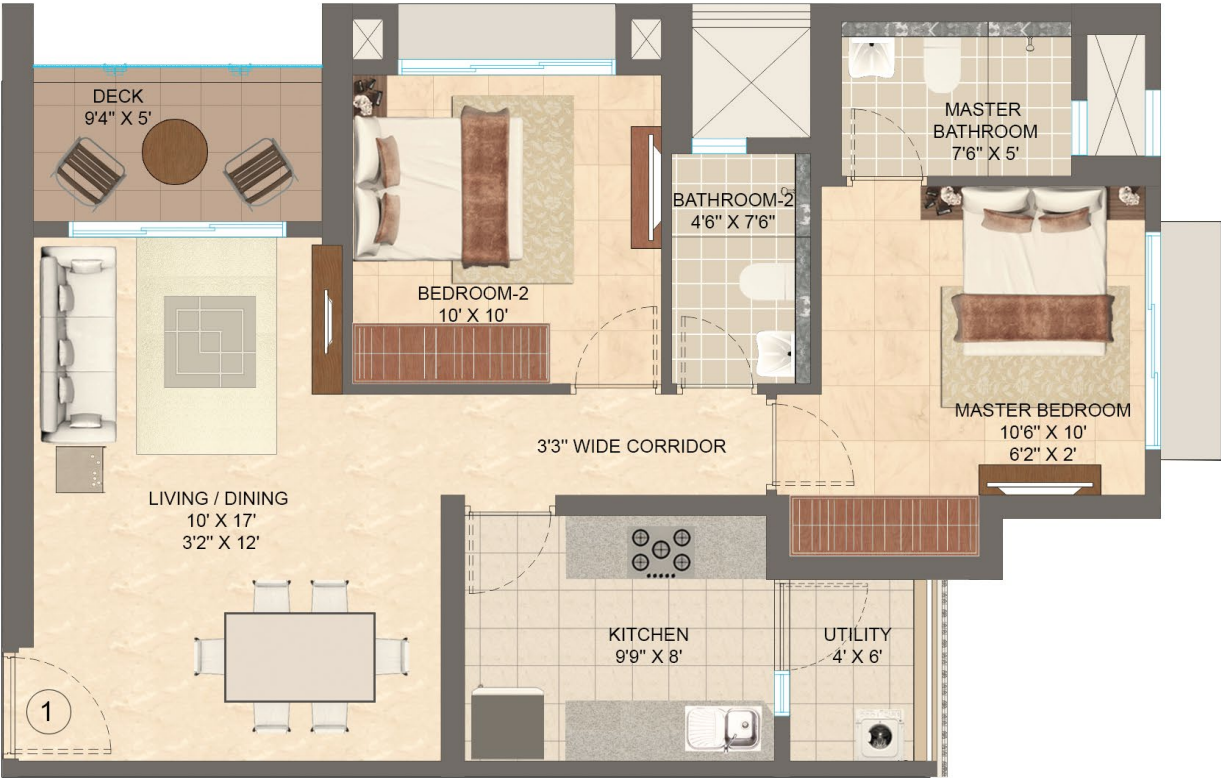 DECK
9'4" X 5'
MASTER
BATHROOM
7'6" X 5'
BATHROOM-2
4'6" X 7'6"
BEDROOM-2
10' X 10'
MASTER BEDROOM
10'6" X 10'
6'2" X 2'
3'3" WIDE CORRIDOR
LIVING / DINING
10' X 17'
3'2" X 12'
KITCHEN
9'9" X 8'
UTILITY
4' X 6'
1